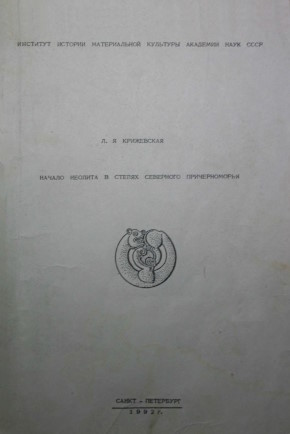 ИНСТИТУТ ИСТОРИИ МАТЕРИАЛЬНОЙ КУЛЬТУРЫ АКАДЕМИИ НАУК СССР
Л. Я КРИЖЕВСКАЯ
НАЧАЛО НЕОЛИТА В СТЕПЯХ СЕВЕРНОГО ПРИЧЕРНОМОРЬЯ
САНКТ – ПЕТЕРБУРГ
1992г.